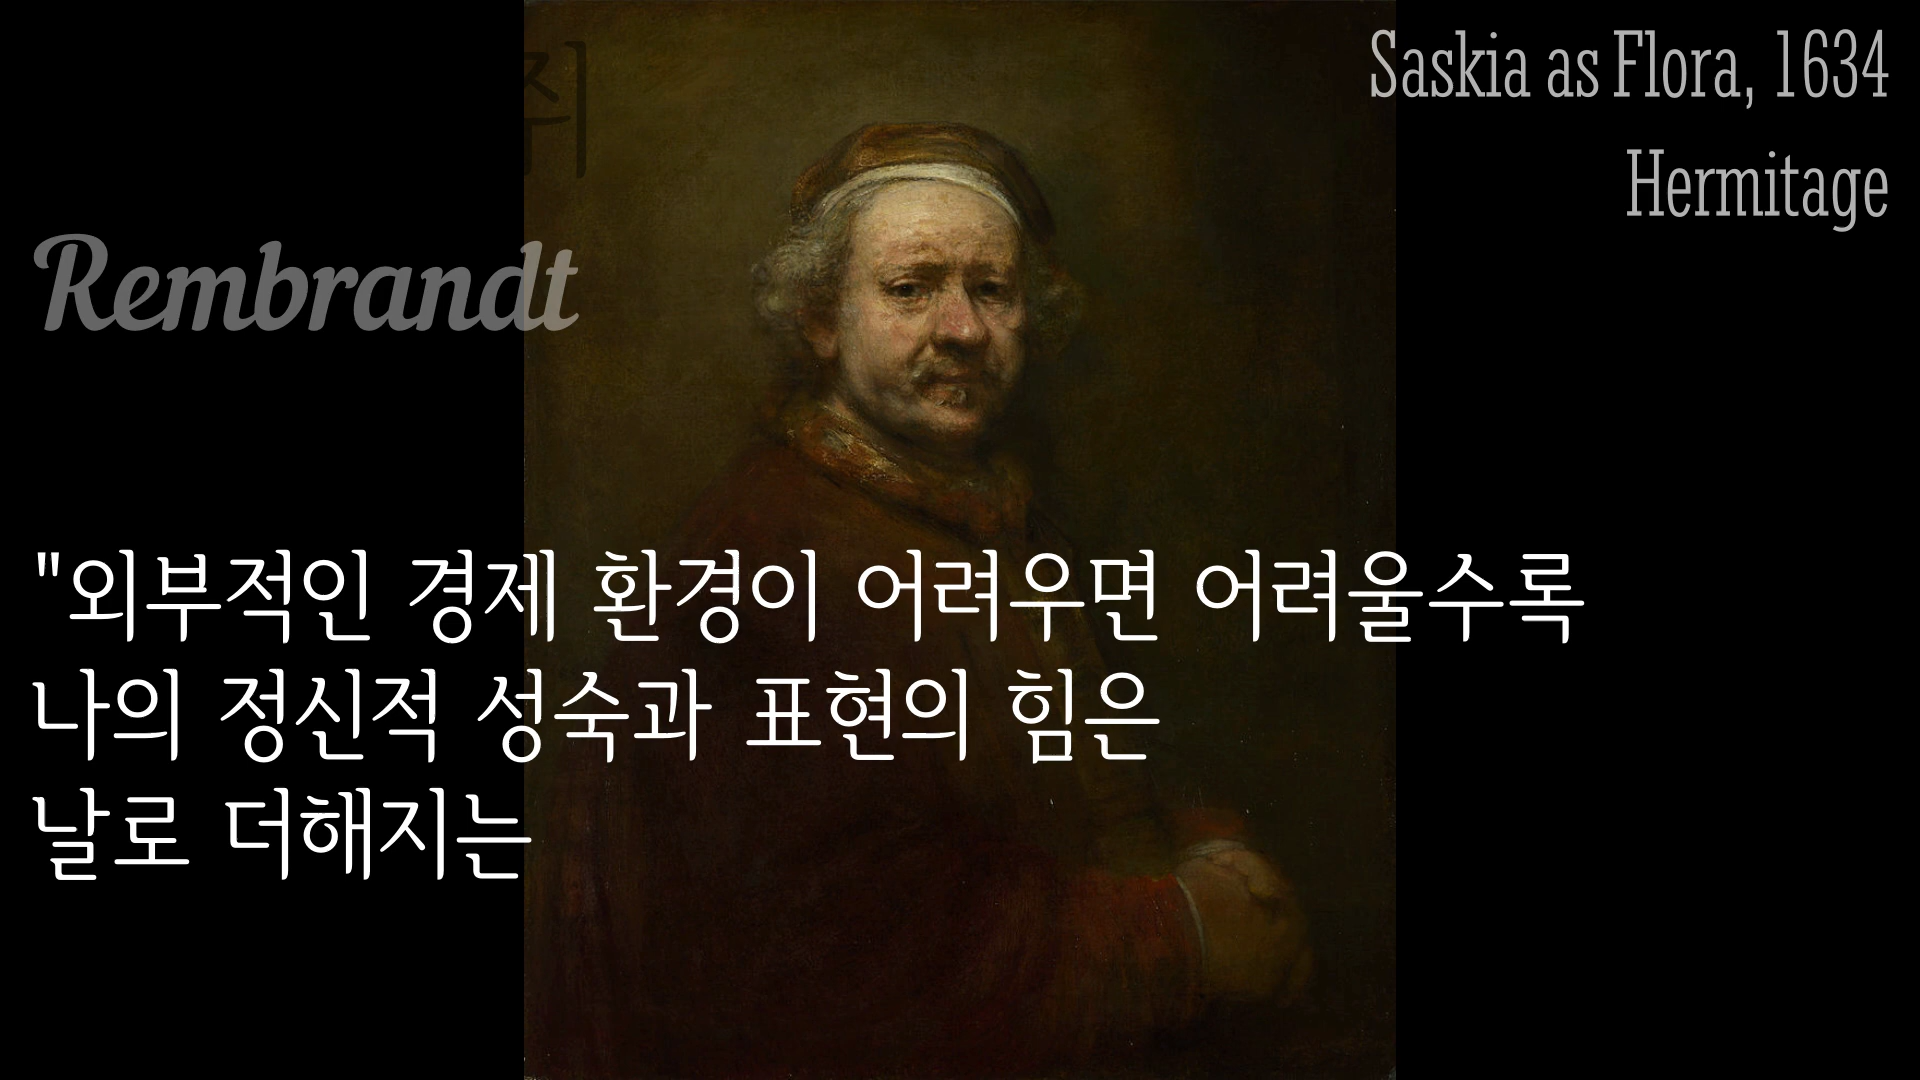 쥐
Saskia as Flora, 1634
Hermitage
Rembrandt
"외부적인 경제 환경이 어려우면 어려울수록
나의 정신적 성숙과 표현의 힘은
날로 더해지는